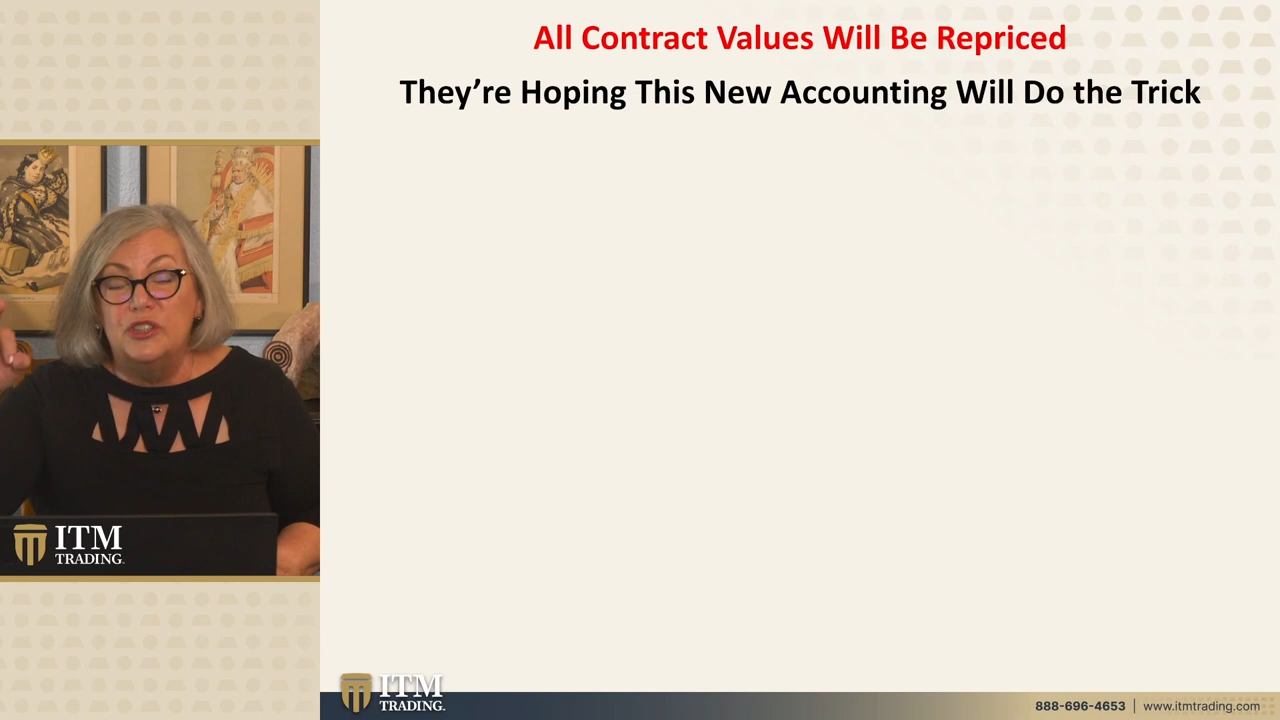 All Contract Values Will Be Repriced
They're Hoping This New Accounting Will Do the Trick
ITM
TRADING.
ITM
TRADING.
888-696-4653 | www.itmtrading.com